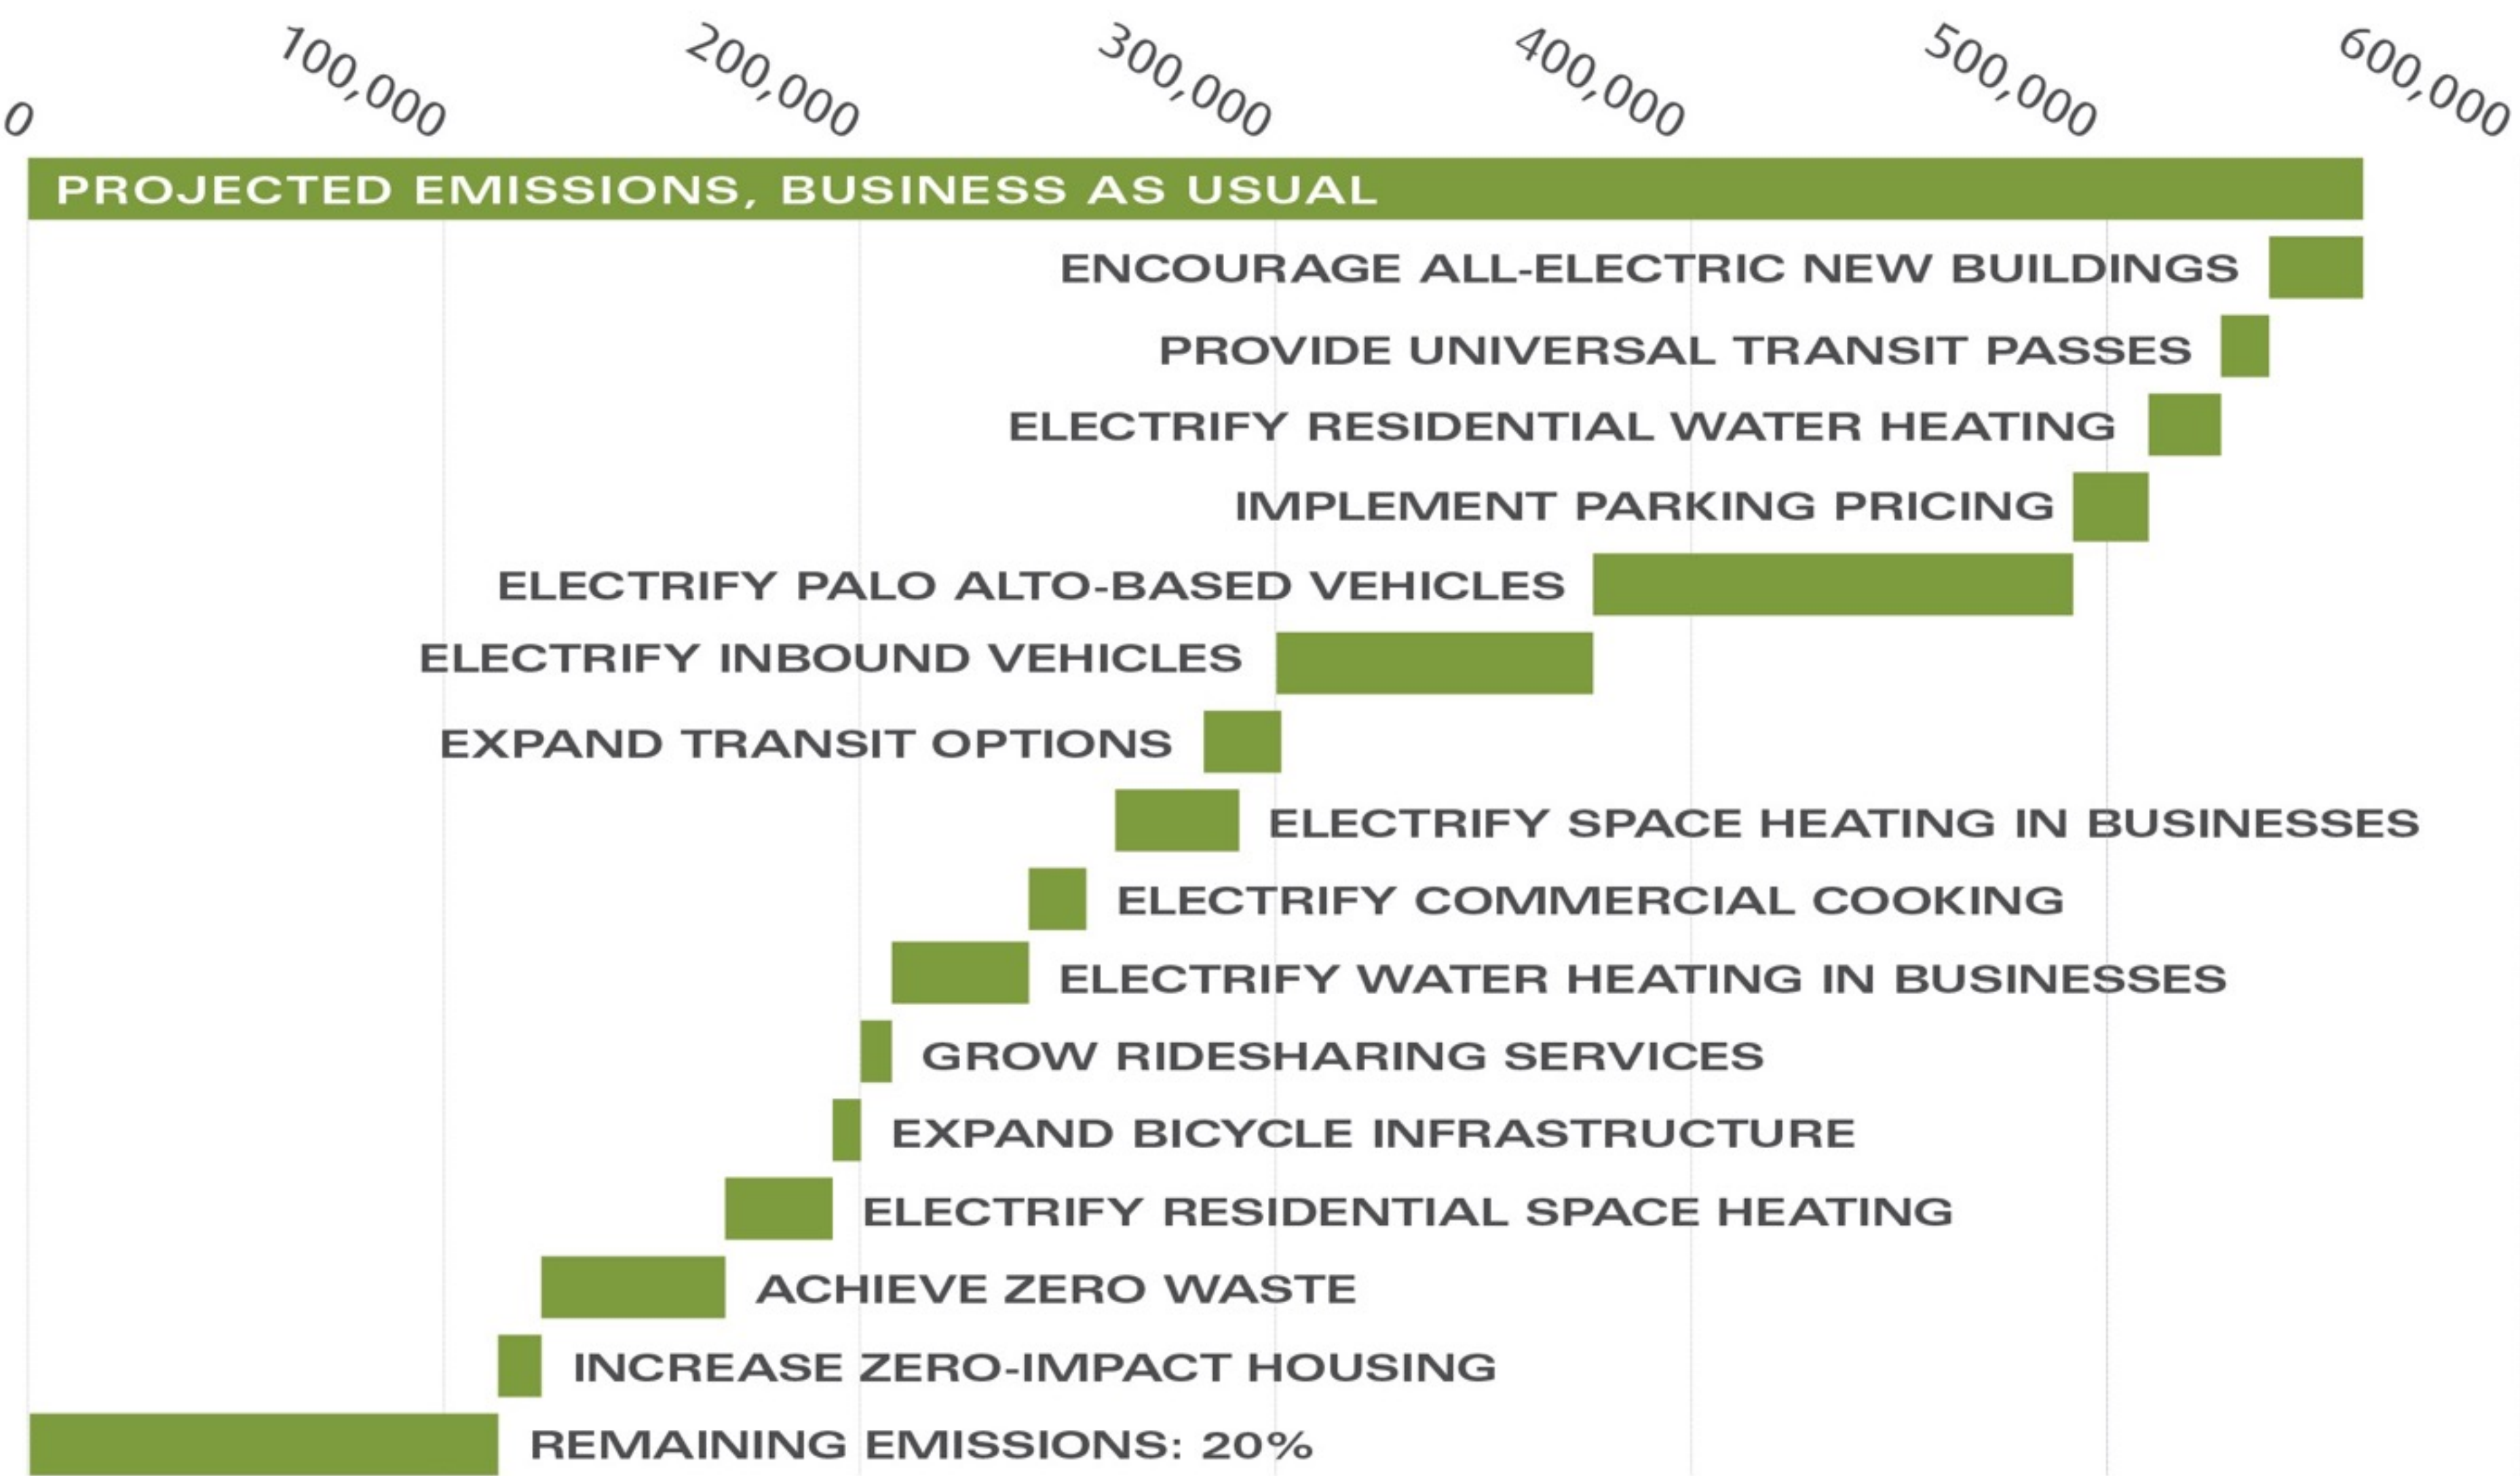 0
100,000
200,000
300,000
400,000
500,000
600,000
PROJECTED EMISSIONS, BUSINESS AS USUAL
ENCOURAGE ALL-ELECTRIC NEW BUILDINGS
PROVIDE UNIVERSAL TRANSIT PASSES
ELECTRIFY RESIDENTIAL WATER HEATING
IMPLEMENT PARKING PRICING
ELECTRIFY PALO ALTO-BASED VEHICLES
ELECTRIFY INBOUND VEHICLES
EXPAND TRANSIT OPTIONS
ELECTRIFY SPACE HEATING IN BUSINESSES
ELECTRIFY COMMERCIAL COOKING
ELECTRIFY WATER HEATING IN BUSINESSES
GROW RIDESHARING SERVICES
EXPAND BICYCLE INFRASTRUCTURE
ELECTRIFY RESIDENTIAL SPACE HEATING
ACHIEVE ZERO WASTE
INCREASE ZERO-IMPACT HOUSING
REMAINING EMISSIONS: 20%